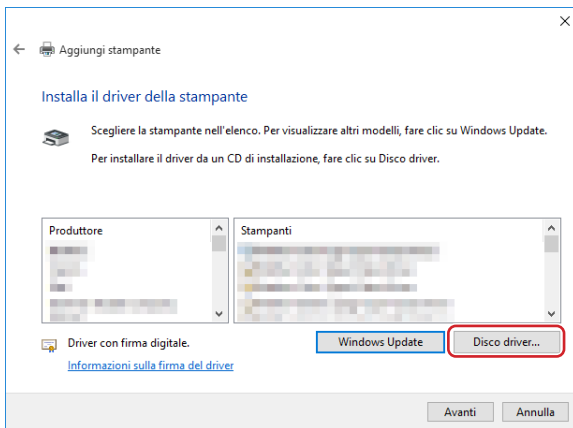 Aggiungi stampante
Installa il driver della stampante
Scegliere la stampante nell'elenco. Per visualizzare altri modelli, fare clic su Windows Update.
Per installare il driver da un CD di installazione, fare clic su Disco driver.
Produttore
Stampanti
Driver con firma digitale.
Informazioni sulla firma del driver
Windows Update
Disco driver...
Avanti
Annulla